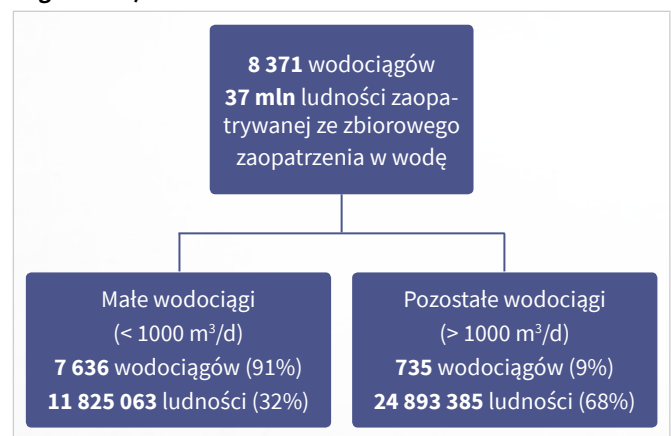 8 371 wodociągów
37 mln ludności zaopa-
trywanej ze zbiorowego
zaopatrzenia w wodę
Małe wodociągi
(< 1000 m³/d)
7 636 wodociągów (91%)
11 825 063 ludności (32%)
Pozostałe wodociągi
(> 1000 m³/d)
735 wodociągów (9%)
24 893 385 ludności (68%)